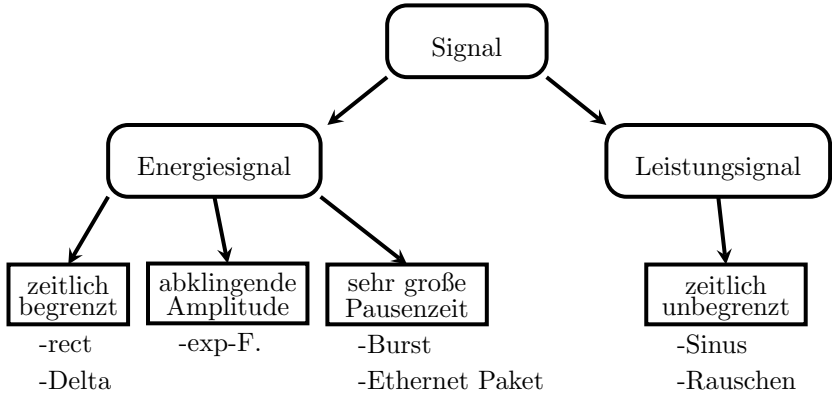 Signal
Energiesignal
Leistungsignal
zeitlich
begrenzt
abklingende
Amplitude
sehr große
Pausenzeit
zeitlich
unbegrenzt
-rect
-Delta
-exp-F.
-Burst
-Ethernet Paket
-Sinus
-Rauschen